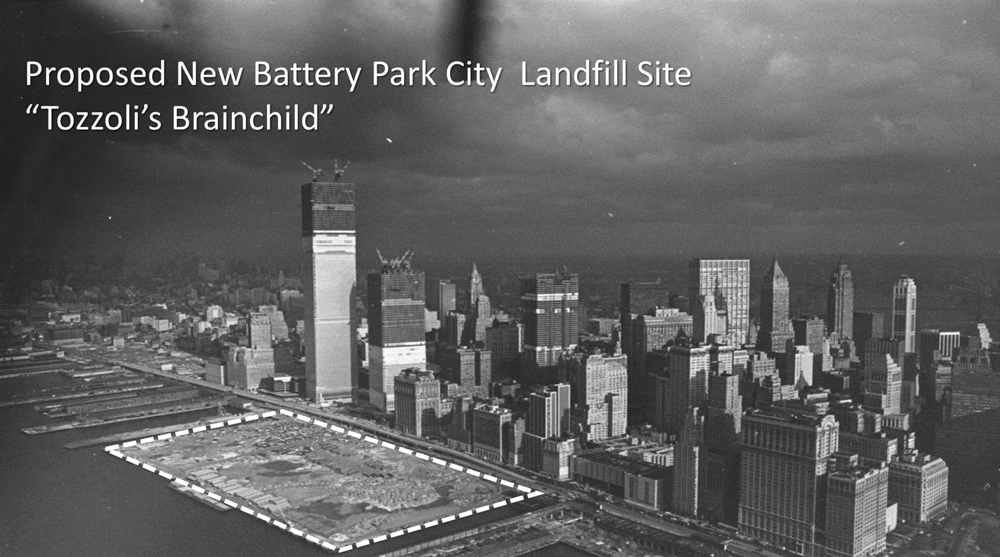 Proposed New Battery Park City  Landfill Site
“Tozzoli’s Brainchild”